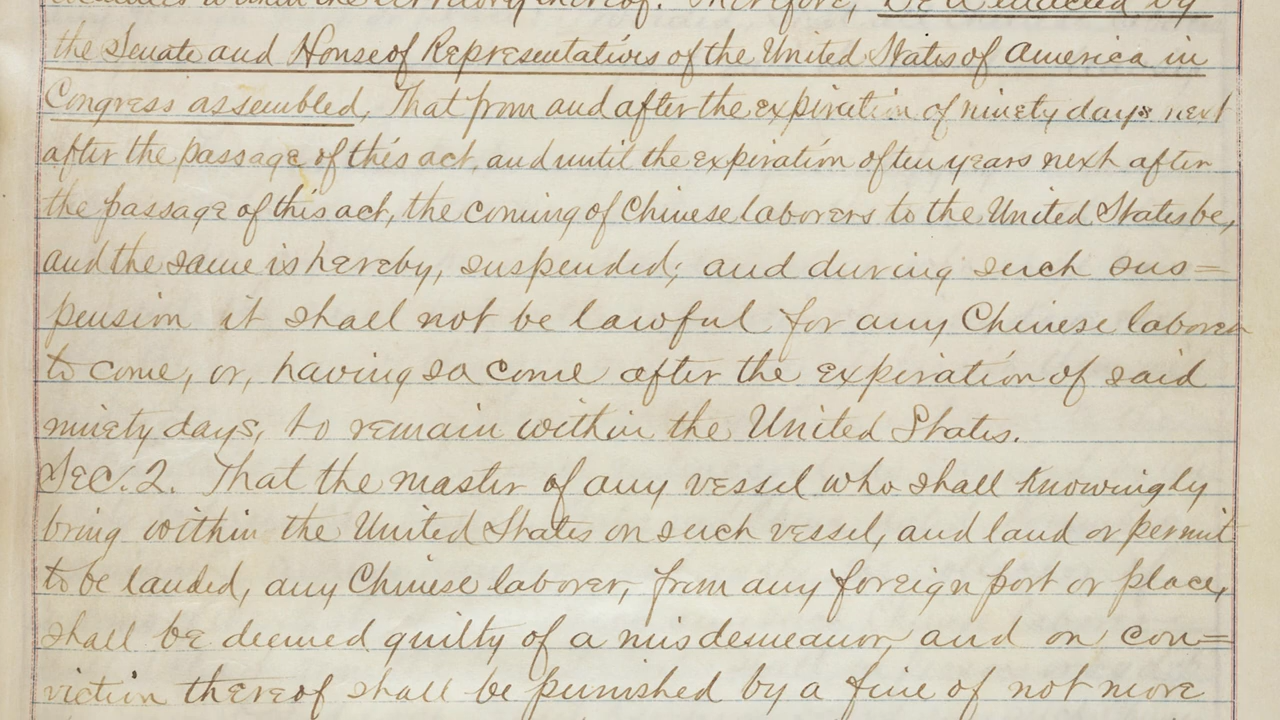 localities within the territory thereof: Therefore, Be it enacted by
the Senate and House of Representatives of the United States of America in
Congress assembled, That from and after the expiration of ninety days next
after the passage of this act, and until the expiration of ten years next after
the passage of this act, the coming of Chinese laborers to the United States be,
and the same is hereby, suspended; and during such sus=
pension it shall not be lawful for any Chinese laborer
to come, or, having so come after the expiration of said
ninety days, to remain within the United States.
Sec. 2. That the master of any vessel who shall knowingly
bring within the United States on such vessel, and land or permit
to be landed, any Chinese laborer, from any foreign port or place,
shall be deemed guilty of a misdemeanor, and on con=
viction thereof shall be punished by a fine of not more